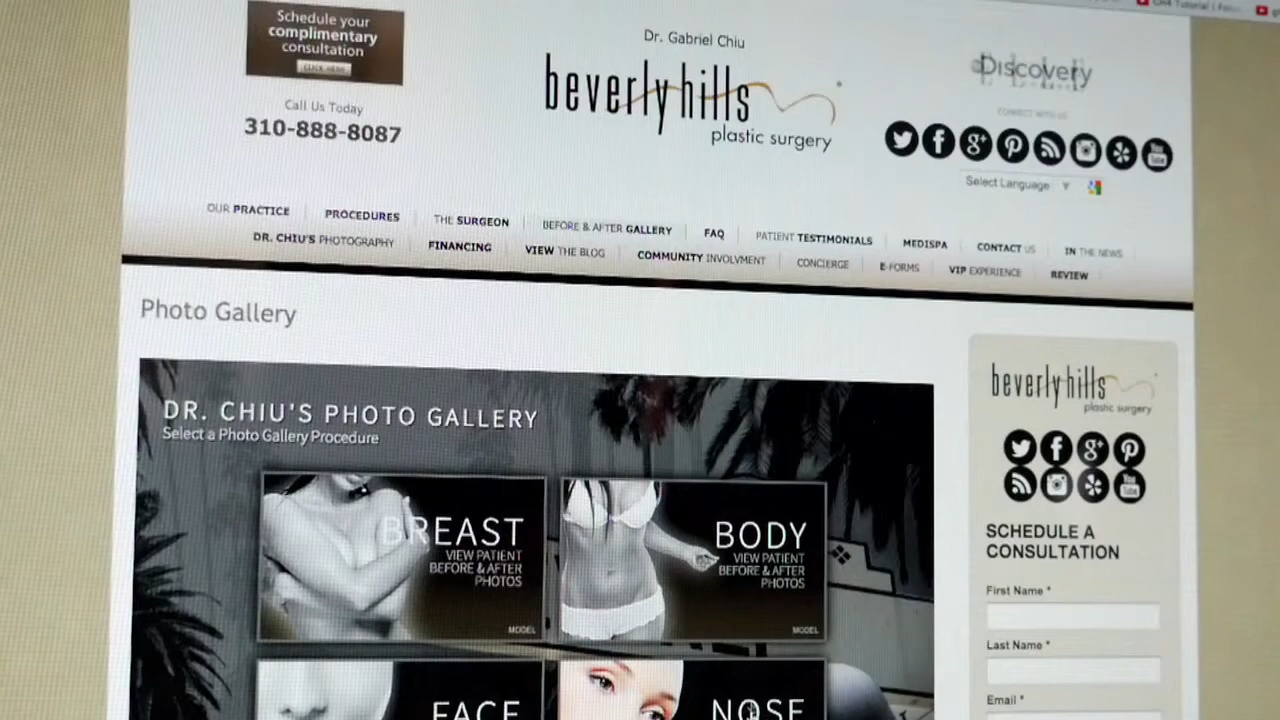 Schedule your
complimentary
consultation
CLICK HERE
Call Us Today
310-888-8087
Dr. Gabriel Chiu
beverly hills
plastic surgery
Discovery
CONNECT WITH US
Select Language
OUR PRACTICE
PROCEDURES
THE SURGEON
BEFORE & AFTER GALLERY
FAQ
PATIENT TESTIMONIALS
MEDISPA
CONTACT US
IN THE NEWS
DR. CHIU'S PHOTOGRAPHY
FINANCING
VIEW THE BLOG
COMMUNITY INVOLVMENT
CONCIERGE
E-FORMS
VIP EXPERIENCE
REVIEW
Photo Gallery
DR. CHIU'S PHOTO GALLERY
Select a Photo Gallery Procedure
BREAST
VIEW PATIENT
BEFORE & AFTER
PHOTOS
MODEL
BODY
VIEW PATIENT
BEFORE & AFTER
PHOTOS
MODEL
FACE
NOSE
beverly hills
plastic surgery
SCHEDULE A
CONSULTATION
First Name *
Last Name *
Email *